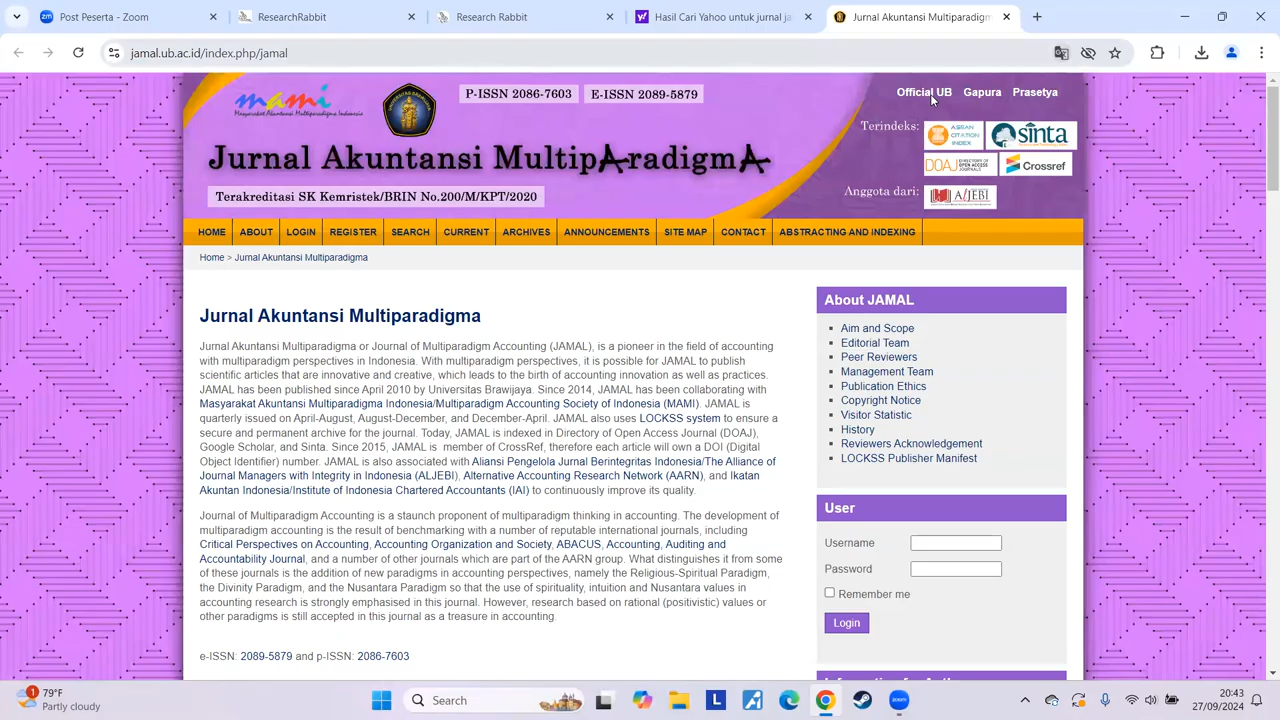 Post Peserta - Zoom
ResearchRabbit
Research Rabbit
Hasil Cari Yahoo untuk jurnal ja
Jurnal Akuntansi Multiparadigm
jamal.ub.ac.id/index.php/jamal
mami
Masyarakat Akuntansi Multiparadigma Indonesia
P-ISSN 2086-7603
E-ISSN 2089-5879
Official UB
Gapura
Prasetya
Terindeks:
ASEAN CITATION INDEX
sinta
Jurnal Akuntansi MultipAradigmA
DOAJ DIRECTORY OF OPEN ACCESS JOURNALS
Crossref
Terakreditasi SK Kemristek/BRIN No.200/M/KPT/2020
Anggota dari:
HOME
ABOUT
LOGIN
REGISTER
SEARCH
CURRENT
ARCHIVES
ANNOUNCEMENTS
SITE MAP
CONTACT
ABSTRACTING AND INDEXING
Home > Jurnal Akuntansi Multiparadigma
Jurnal Akuntansi Multiparadigma
Jurnal Akuntansi Multiparadigma or Journal of Multiparadigm Accounting (JAMAL), is a pioneer in the field of accounting
with multiparadigm perspectives in Indonesia. With multiparadigm perspectives, it is possible for JAMAL to publish
scientific articles that are innovative and creative, which leads to the birth of accounting innovation as well as practices.
JAMAL has been published since April 2010 by Universitas Brawijaya. Since 2014, JAMAL has been collaborating with
Masyarakat Akuntansi Multiparadigma Indonesia/Multiparadigm Accounting Society of Indonesia (MAMI). JAMAL is
quarterly issued on April-August, August-December, and December-April. JAMAL also uses LOCKSS system to ensure a
secure and permanent archive for the journal. Today, JAMAL is indexed in Directory of Open Access Journal (DOAJ),
Google Scholar, and Sinta. Since 2015, JAMAL is member of CrossRef, therefore each article will own a DOI (Digital
Object Identifier) number. JAMAL is also associated with Aliansi Pengelola Jurnal Berintegritas Indonesia/The Alliance of
Journal Managers with Integrity in Indonesia (ALJEBI), Alternative Accounting Research Network (AARN), and Ikatan
Akuntan Indonesia/Institute of Indonesia Chartered Accountants (IAI) to continuously improve its quality.
Journal of Multiparadigm Accounting is a staunch proponent of multiparadigm thinking in accounting. The development of
multiparadigm accounting is the result of benchmarking with a number of reputable international journals, including
Critical Perspectives on Accounting, Accounting Organization and Society, ABACUS, Accounting, Auditing and
Accountability Journal, and a number of other journals which are part of the AARN group. What distinguishes it from some
of these journals is the addition of new paradigms in accounting perspectives, namely the Religious-Spiritual Paradigm,
the Divinity Paradigm, and the Nusantara Paradigm so that the use of spirituality, intuition and Nusantara values in
accounting research is strongly emphasised in this journal. However, research based on rational (positivistic) values or
other paradigms is still accepted in this journal as a treasure in accounting.
e-ISSN: 2089-5879 and p-ISSN: 2086-7603
About JAMAL
Aim and Scope
Editorial Team
Peer Reviewers
Management Team
Publication Ethics
Copyright Notice
Visitor Statistic
History
Reviewers Acknowledgement
LOCKSS Publisher Manifest
User
Username
Password
Remember me
Login
1
79°F
Partly cloudy
Search
20:43
27/09/2024